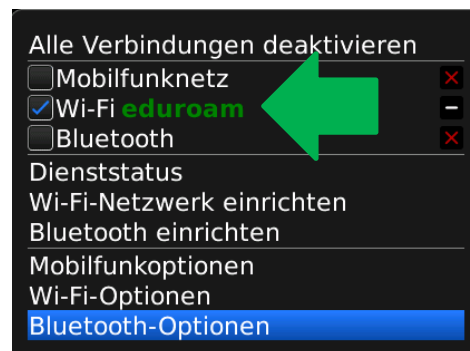 Alle Verbindungen deaktivieren
Mobilfunknetz
Wi-Fi eduroam
Bluetooth
Dienststatus
Wi-Fi-Netzwerk einrichten
Bluetooth einrichten
Mobilfunkoptionen
Wi-Fi-Optionen
Bluetooth-Optionen